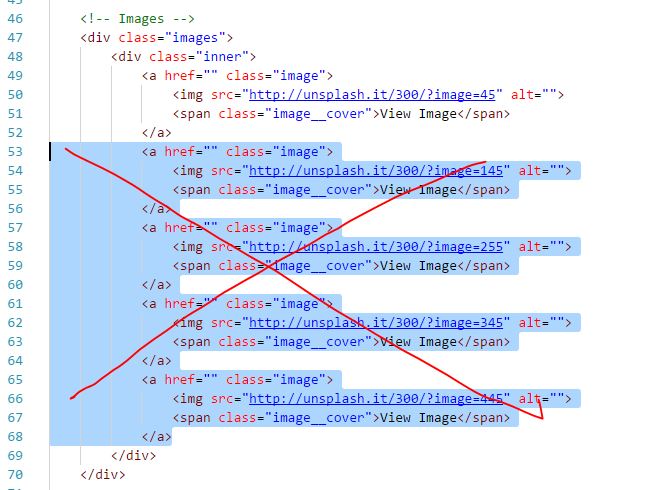 45
46 <!-- Images -->
47 <div class="images">
48 <div class="inner">
49 <a href="" class="image">
50 <img src="http://unsplash.it/300/?image=45" alt="">
51 <span class="image__cover">View Image</span>
52 </a>
53 <a href="" class="image">
54 <img src="http://unsplash.it/300/?image=145" alt="">
55 <span class="image__cover">View Image</span>
56 </a>
57 <a href="" class="image">
58 <img src="http://unsplash.it/300/?image=255" alt="">
59 <span class="image__cover">View Image</span>
60 </a>
61 <a href="" class="image">
62 <img src="http://unsplash.it/300/?image=345" alt="">
63 <span class="image__cover">View Image</span>
64 </a>
65 <a href="" class="image">
66 <img src="http://unsplash.it/300/?image=445" alt="">
67 <span class="image__cover">View Image</span>
68 </a>
69 </div>
70 </div>